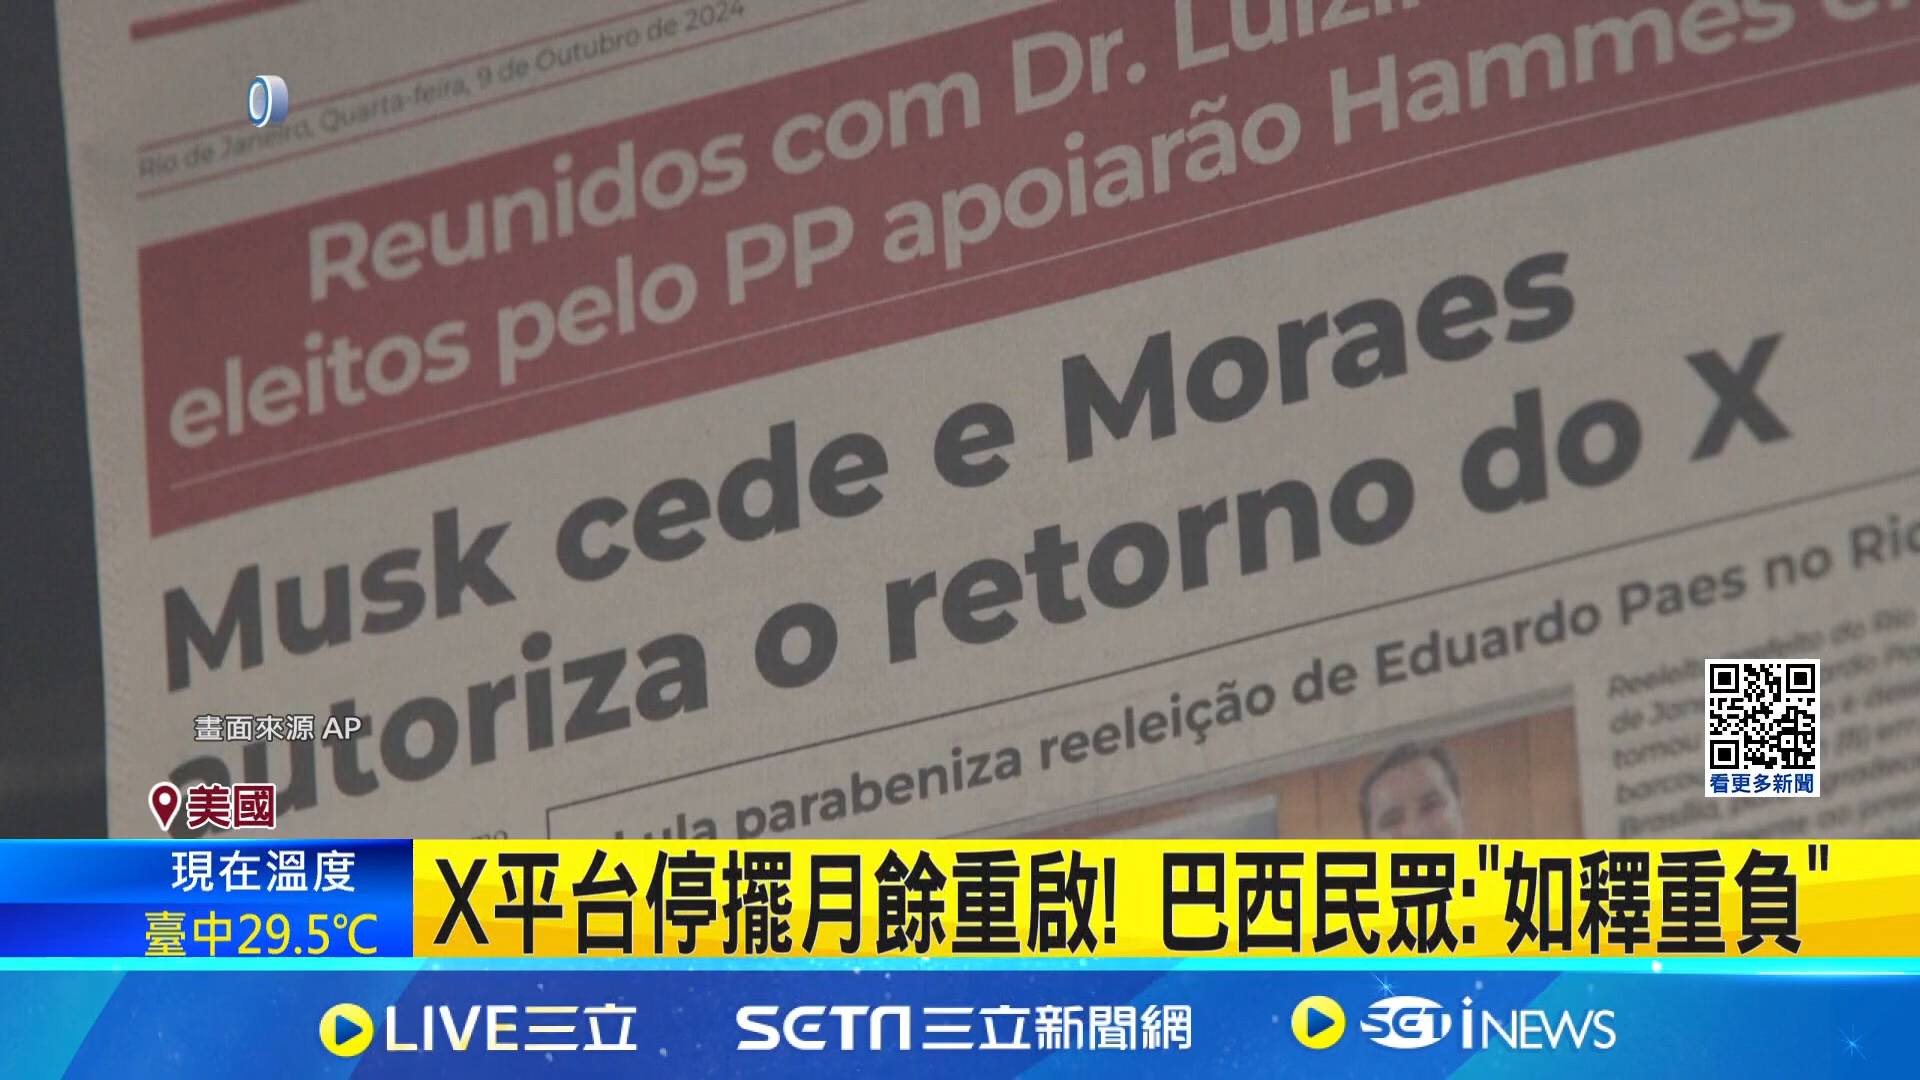 Rio de Janeiro, Quarta-feira, 9 de Outubro de 2024
Reunidos com Dr.
eleitos pelo PP apoiarão Hammes
Musk cede e Moraes
autoriza o retorno do X
Lula parabeniza reeleição de Eduardo Paes no Rio
畫面來源 AP
美國
看更多新聞
現在溫度
臺中29.5℃
X平台停擺月餘重啟! 巴西民眾:"如釋重負"
LIVE三立
SETN三立新聞網
SETiNEWS